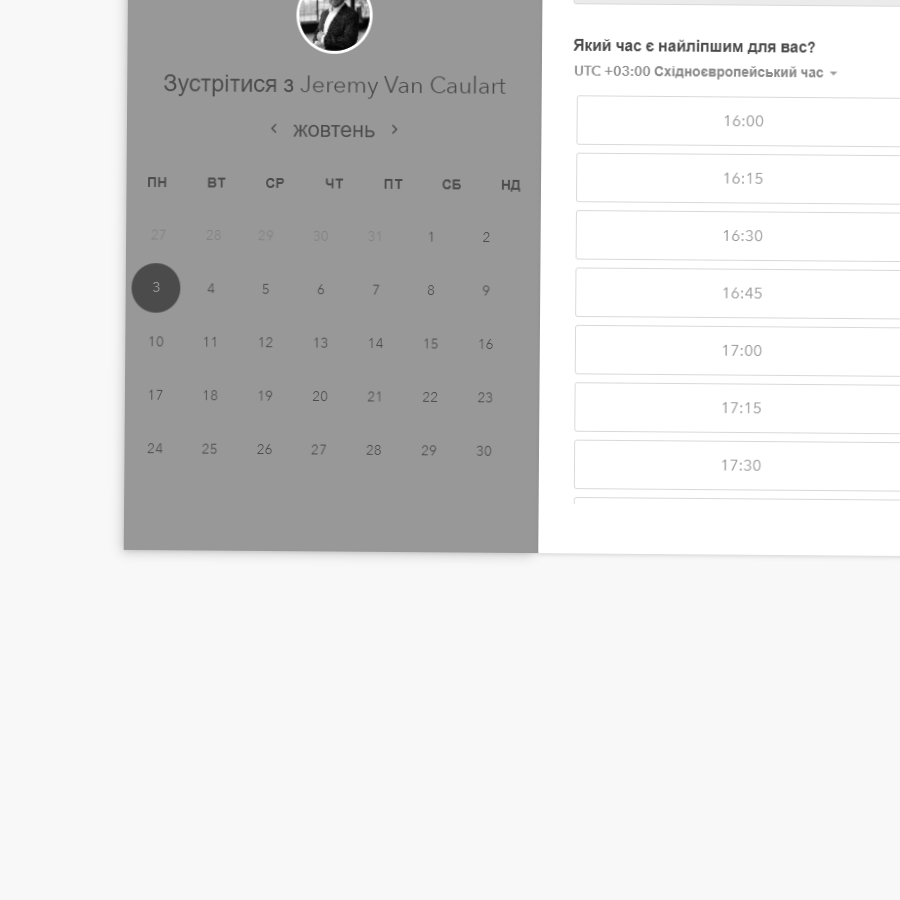 Зустрітися з Jeremy Van Caulart
жовтень
ПН ВТ СР ЧТ ПТ СБ НД
27 28 29 30 31 1 2
3 4 5 6 7 8 9
10 11 12 13 14 15 16
17 18 19 20 21 22 23
24 25 26 27 28 29 30
Який час є найліпшим для вас?
UTC +03:00 Східноєвропейський час
16:00
16:15
16:30
16:45
17:00
17:15
17:30